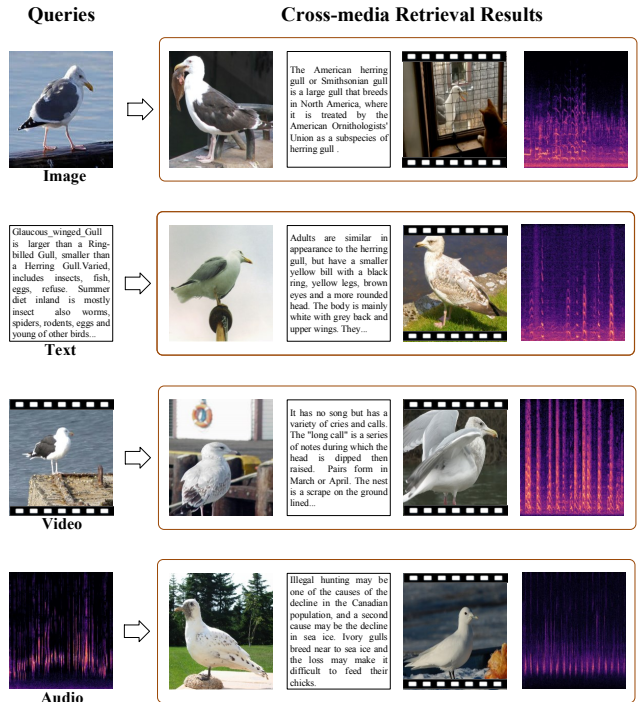 Queries
Cross-media Retrieval Results
The American herring
gull or Smithsonian gull
is a large gull that breeds
in North America, where
it is treated by the
American Ornithologists'
Union as a subspecies of
herring gull .
Image
Glaucous_winged_Gull
is larger than a Ring-
billed Gull, smaller than
a Herring Gull.Varied,
includes insects, fish,
eggs, refuse. Summer
diet inland is mostly
insect also worms,
spiders, rodents, eggs and
young of other birds...
Text
Adults are similar in
appearance to the herring
gull, but have a smaller
yellow bill with a black
ring, yellow legs, brown
eyes and a more rounded
head. The body is mainly
white with grey back and
upper wings. They...
Video
It has no song but has a
variety of cries and calls.
The "long call" is a series
of notes during which the
head is dipped then
raised. Pairs form in
March or April. The nest
is a scrape on the ground
lined...
Audio
Illegal hunting may be
one of the causes of the
decline in the Canadian
population, and a second
cause may be the decline
in sea ice. Ivory gulls
breed near to sea ice and
the loss may make it
difficult to feed their
chicks.